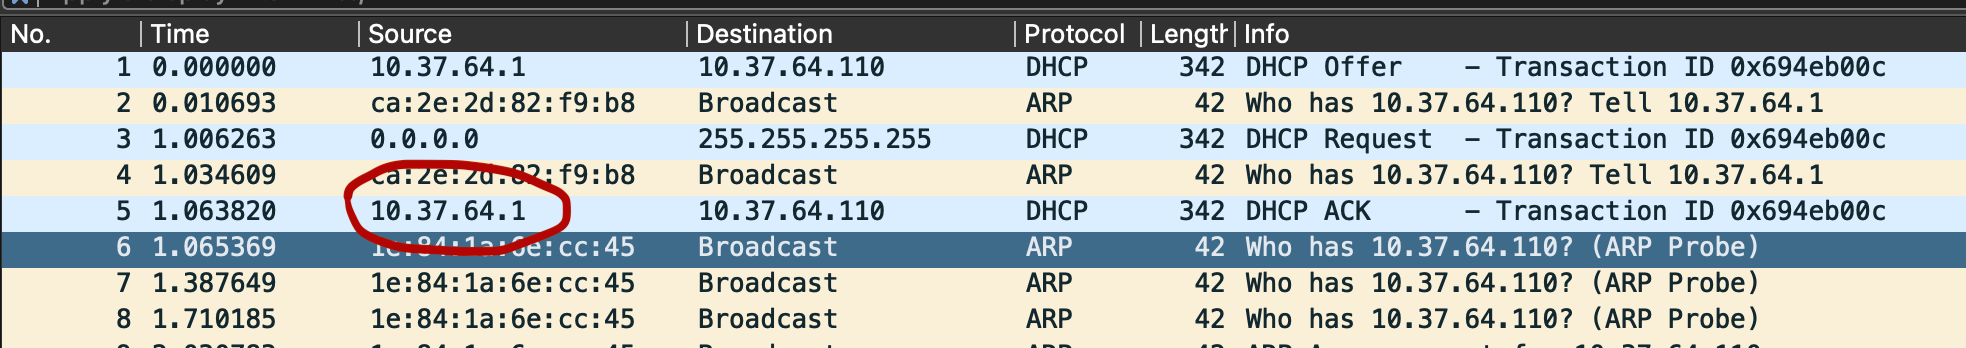 No. Time Source Destination Protocol Length Info
1 0.000000 10.37.64.1 10.37.64.110 DHCP 342 DHCP Offer – Transaction ID 0x694eb00c
2 0.010693 ca:2e:2d:82:f9:b8 Broadcast ARP 42 Who has 10.37.64.110? Tell 10.37.64.1
3 1.006263 0.0.0.0 255.255.255.255 DHCP 342 DHCP Request – Transaction ID 0x694eb00c
4 1.034609 ca:2e:2d:82:f9:b8 Broadcast ARP 42 Who has 10.37.64.110? Tell 10.37.64.1
5 1.063820 10.37.64.1 10.37.64.110 DHCP 342 DHCP ACK – Transaction ID 0x694eb00c
6 1.065369 1e:84:1a:6e:cc:45 Broadcast ARP 42 Who has 10.37.64.110? (ARP Probe)
7 1.387649 1e:84:1a:6e:cc:45 Broadcast ARP 42 Who has 10.37.64.110? (ARP Probe)
8 1.710185 1e:84:1a:6e:cc:45 Broadcast ARP 42 Who has 10.37.64.110? (ARP Probe)